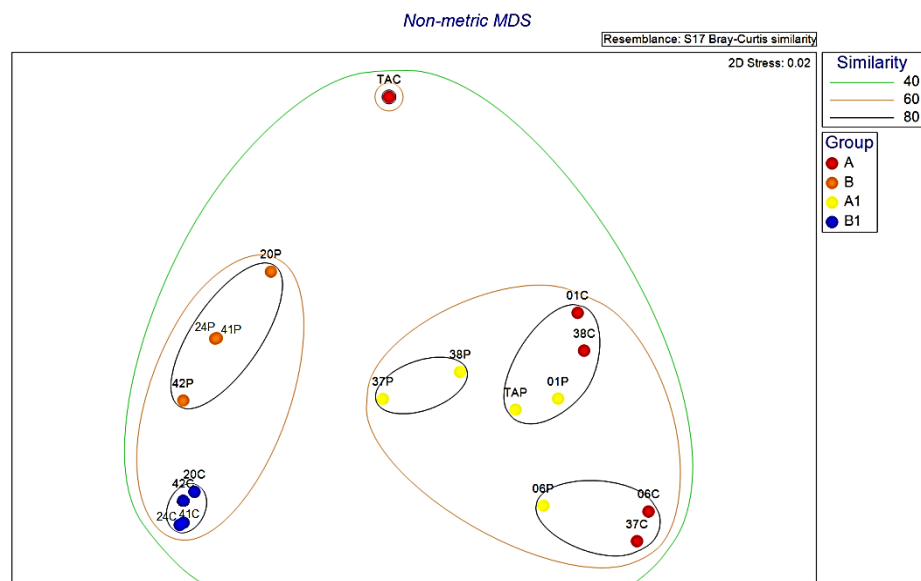 Non-metric MDS
Resemblance: S17 Bray-Curtis similarity
2D Stress: 0.02
Similarity
40
60
80
Group
A
B
A1
B1
TAC
20P
24P 41P
42P
20C
42C
24C 41C
01C
38C
38P
37P
TAP 01P
06P
06C
37C